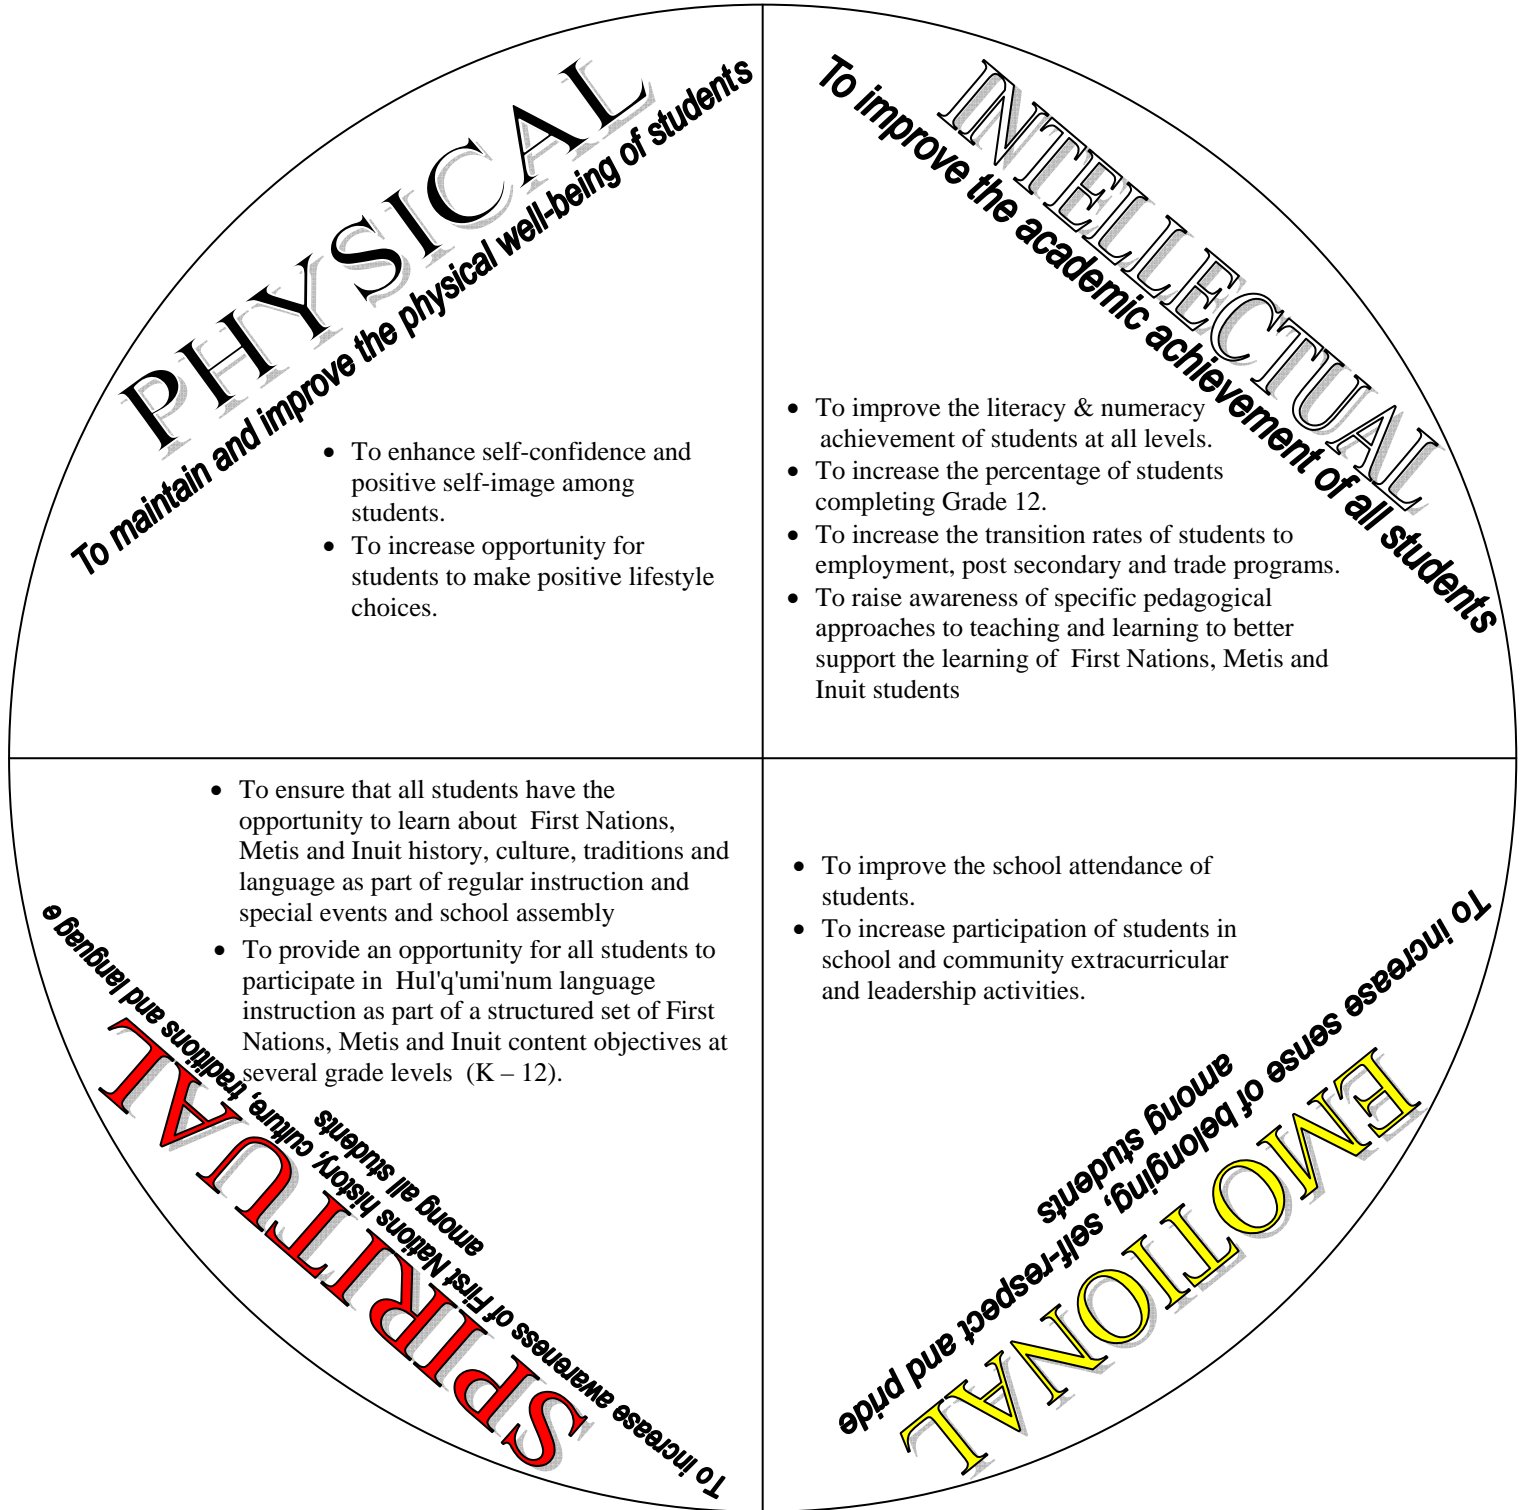 PHYSICAL
To maintain and improve the physical well-being of students
• To enhance self-confidence and
positive self-image among
students.
• To increase opportunity for
students to make positive lifestyle
choices.
INTELLECTUAL
To improve the academic achievement of all students
• To improve the literacy & numeracy
achievement of students at all levels.
• To increase the percentage of students
completing Grade 12.
• To increase the transition rates of students to
employment, post secondary and trade programs.
• To raise awareness of specific pedagogical
approaches to teaching and learning to better
support the learning of First Nations, Metis and
Inuit students
• To ensure that all students have the
opportunity to learn about First Nations,
Metis and Inuit history, culture, traditions and
language as part of regular instruction and
special events and school assembly
• To provide an opportunity for all students to
participate in Hul'q'umi'num language
instruction as part of a structured set of First
Nations, Metis and Inuit content objectives at
several grade levels (K – 12).
SPIRITUAL
To increase awareness of First Nations history, culture, traditions and language
among all students
• To improve the school attendance of
students.
• To increase participation of students in
school and community extracurricular
and leadership activities.
EMOTIONAL
To increase sense of belonging, self-respect and pride
among students